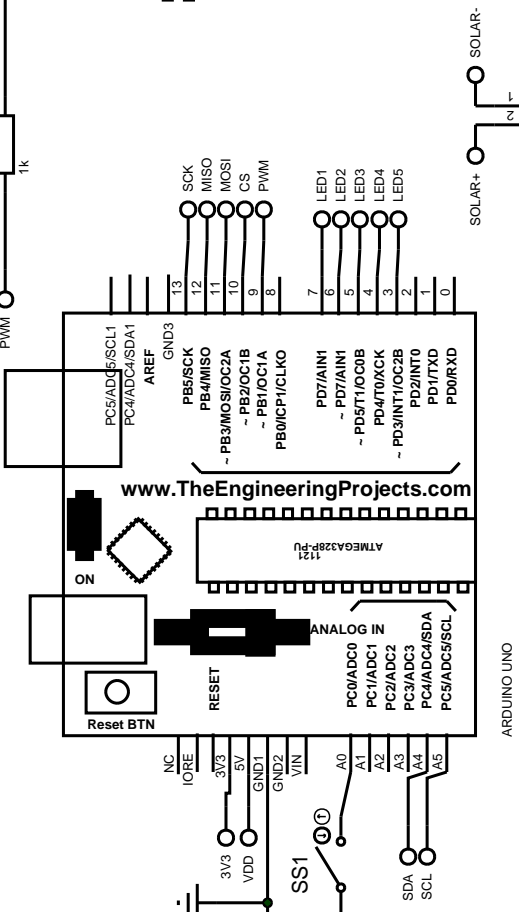 SOLAR-
1
2
SOLAR+
1k
PWM
SCK
MISO
MOSI
CS
PWM
LED1
LED2
LED3
LED4
LED5
13
12
11
10
9
8
7
6
5
4
3
2
1
0
PC5/ADC5/SCL1
PC4/ADC4/SDA1
AREF
GND3
PB5/SCK
PB4/MISO
~ PB3/MOSI/OC2A
~ PB2/OC1B
~ PB1/OC1A
PB0/ICP1/CLKO
PD7/AIN1
~ PD7/AIN1
~ PD5/T1/OC0B
PD4/T0/XCK
~ PD3/INT1/OC2B
PD2/INT0
PD1/TXD
PD0/RXD
www.TheEngineeringProjects.com
ATMEGA328P-PU
1121
ON
ANALOG IN
RESET
Reset BTN
PC0/ADC0
PC1/ADC1
PC2/ADC2
PC3/ADC3
PC4/ADC4/SDA
PC5/ADC5/SCL
ARDUINO UNO
NC
IORE
3V3
5V
GND1
GND2
VIN
A0
A1
A2
A3
A4
A5
3V3
VDD
SS1
SDA
SCL